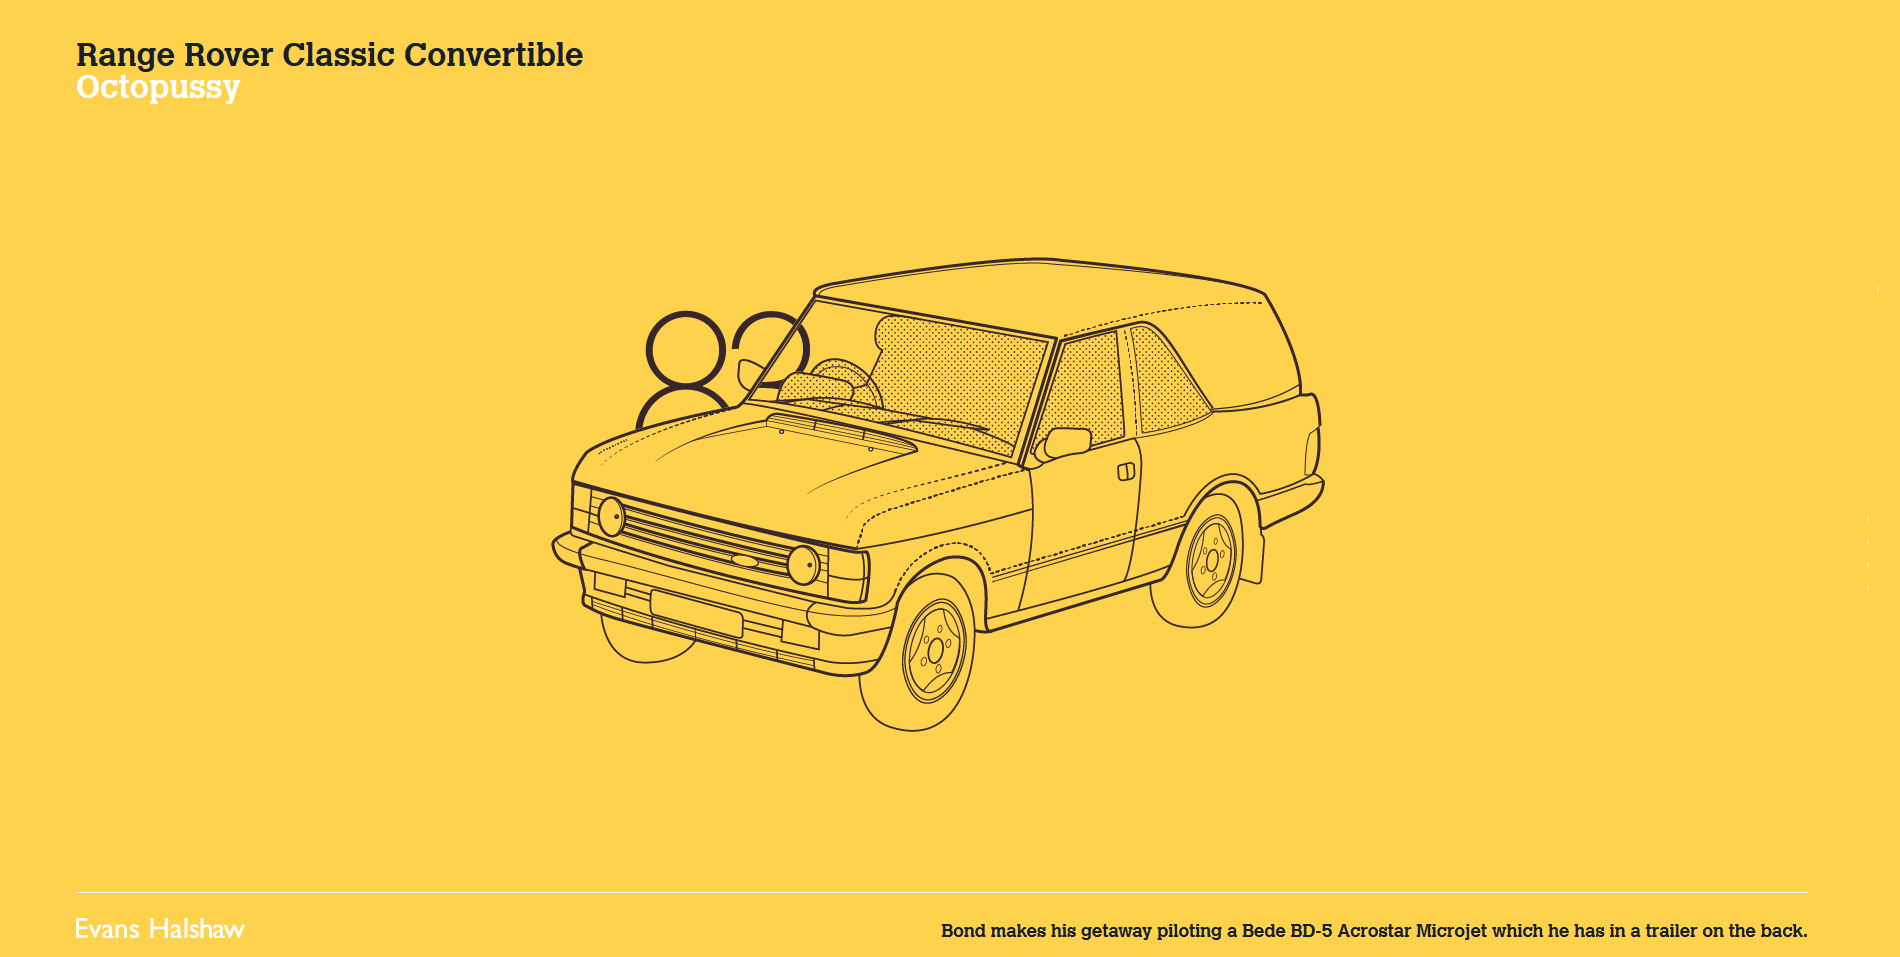 Range Rover Classic Convertible
Octopussy
Evans Halshaw
Bond makes his getaway piloting a Bede BD-5 Acrostar Microjet which he has in a trailer on the back.